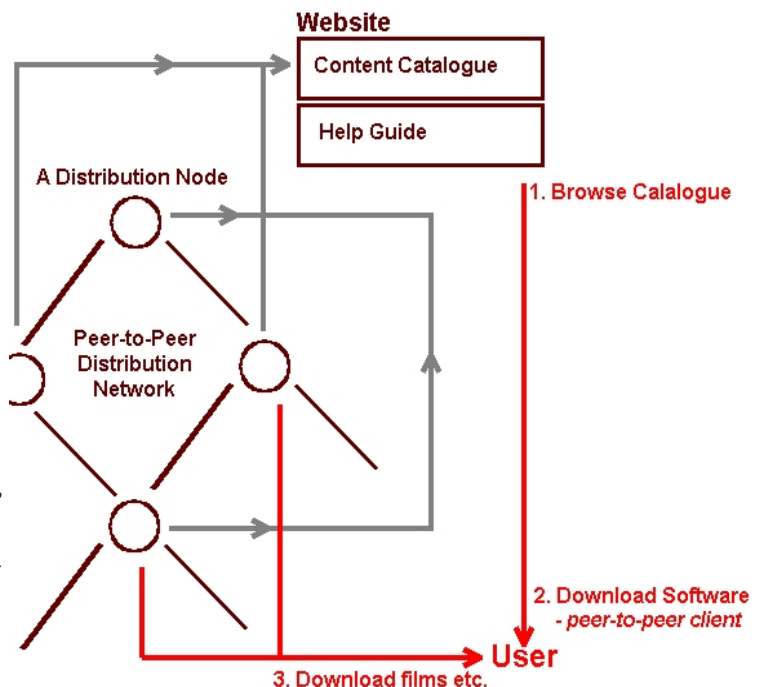 Website
Content Catalogue
Help Guide
A Distribution Node
1. Browse Calalogue
Peer-to-Peer
Distribution
Network
2. Download Software
- peer-to-peer client
User
3. Download films etc.